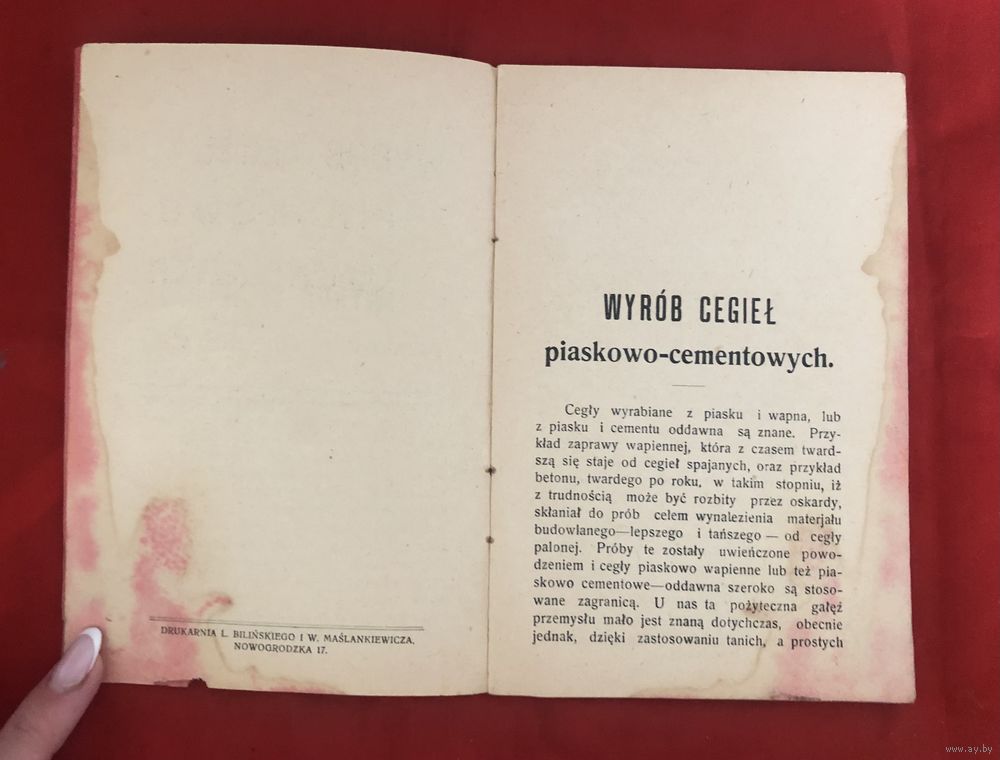 DRUKARNIA L. BILIŃSKIEGO I W. MAŚLANKIEWICZA.
NOWOGRODZKA 17.
WYRÓB CEGIEŁ
piaskowo-cementowych.
Cegły wyrabiane z piasku i wapna, lub
z piasku i cementu oddawna są znane. Przy-
kład zaprawy wapiennej, która z czasem tward-
szą się staje od cegieł spajanych, oraz przykład
betonu, twardego po roku, w takim stopniu, iż
z trudnością może być rozbity przez oskardy,
skłaniał do prób celem wynalezienia materjału
budowlanego—lepszego i tańszego — od cegły
palonej. Próby te zostały uwieńczone powo-
dzeniem i cegły piaskowo wapienne lub też pia-
skowo cementowe—oddawna szeroko są stoso-
wane zagranicą. U nas ta pożyteczna gałęź
przemysłu mało jest znaną dotychczas, obecnie
jednak, dzięki zastosowaniu tanich, a prostych
www.ay.by